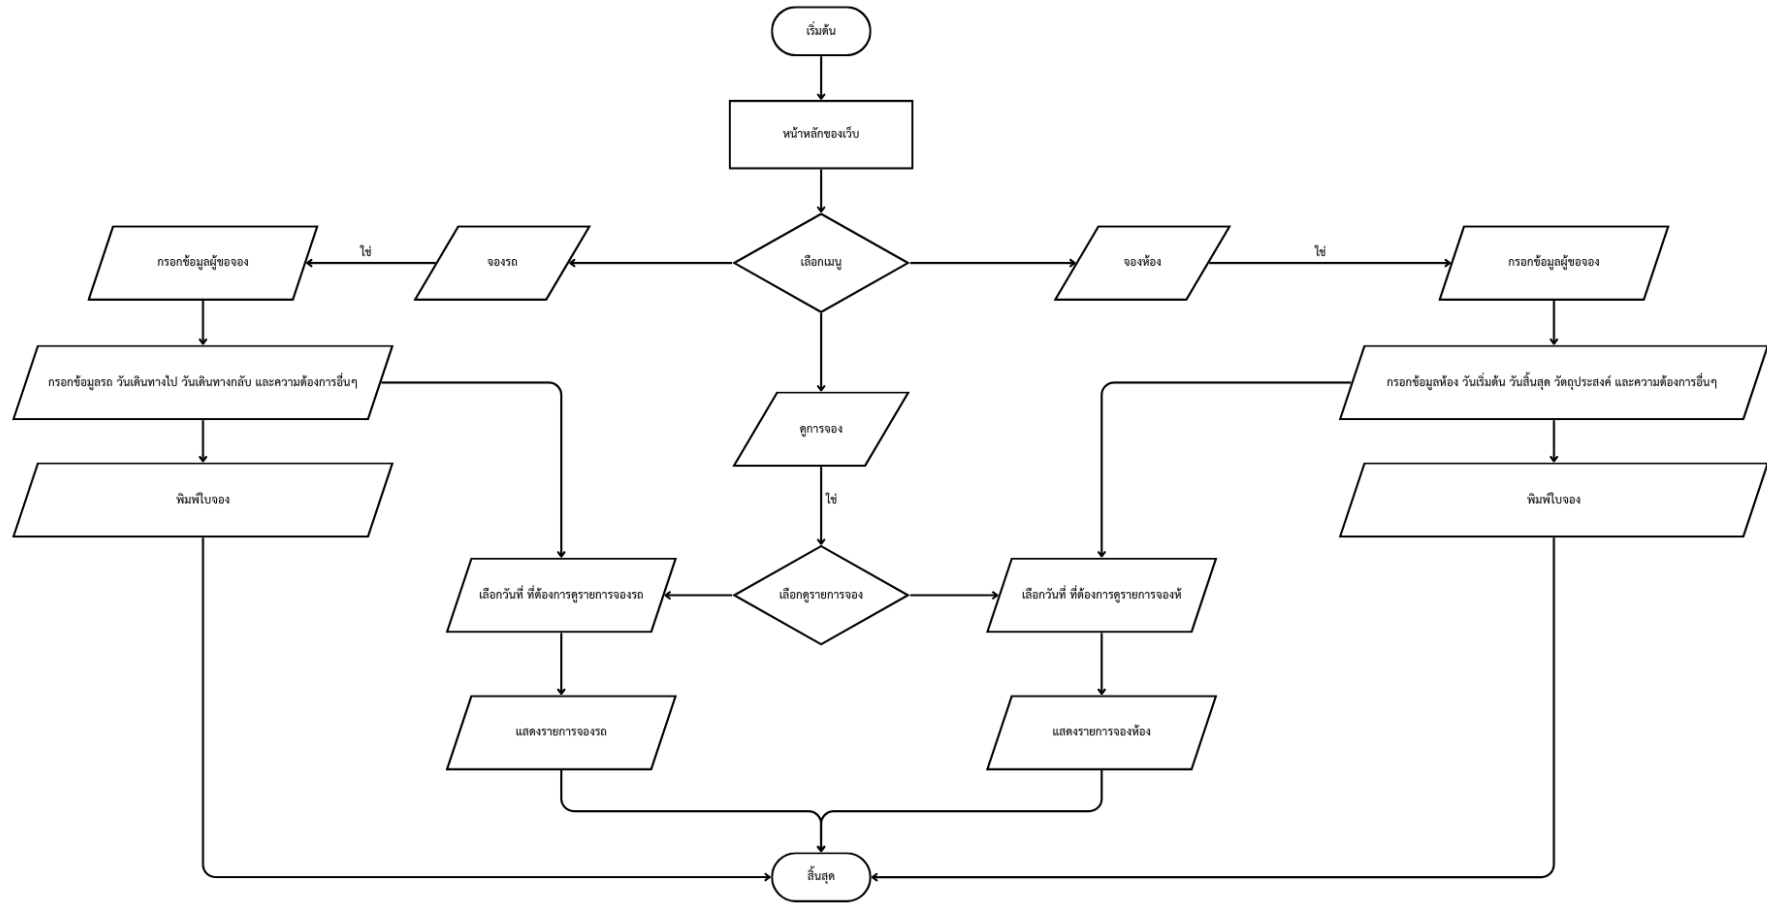 เริ่มต้น
หน้าหลักของเว็บ
กรอกข้อมูลผู้ขอจอง
ใช่
จองรถ
เลือกเมนู
จองห้อง
ใช่
กรอกข้อมูลผู้ขอจอง
กรอกข้อมูลรถ วันเดินทางไป วันเดินทางกลับ และความต้องการอื่นๆ
กรอกข้อมูลห้อง วันเริ่มต้น วันสิ้นสุด วัตถุประสงค์ และความต้องการอื่นๆ
ดูการจอง
พิมพ์ใบจอง
ใช่
พิมพ์ใบจอง
เลือกวันที่ ที่ต้องการดูรายการจองรถ
เลือกดูรายการจอง
เลือกวันที่ ที่ต้องการดูรายการจองห้
แสดงรายการจองรถ
แสดงรายการจองห้อง
สิ้นสุด